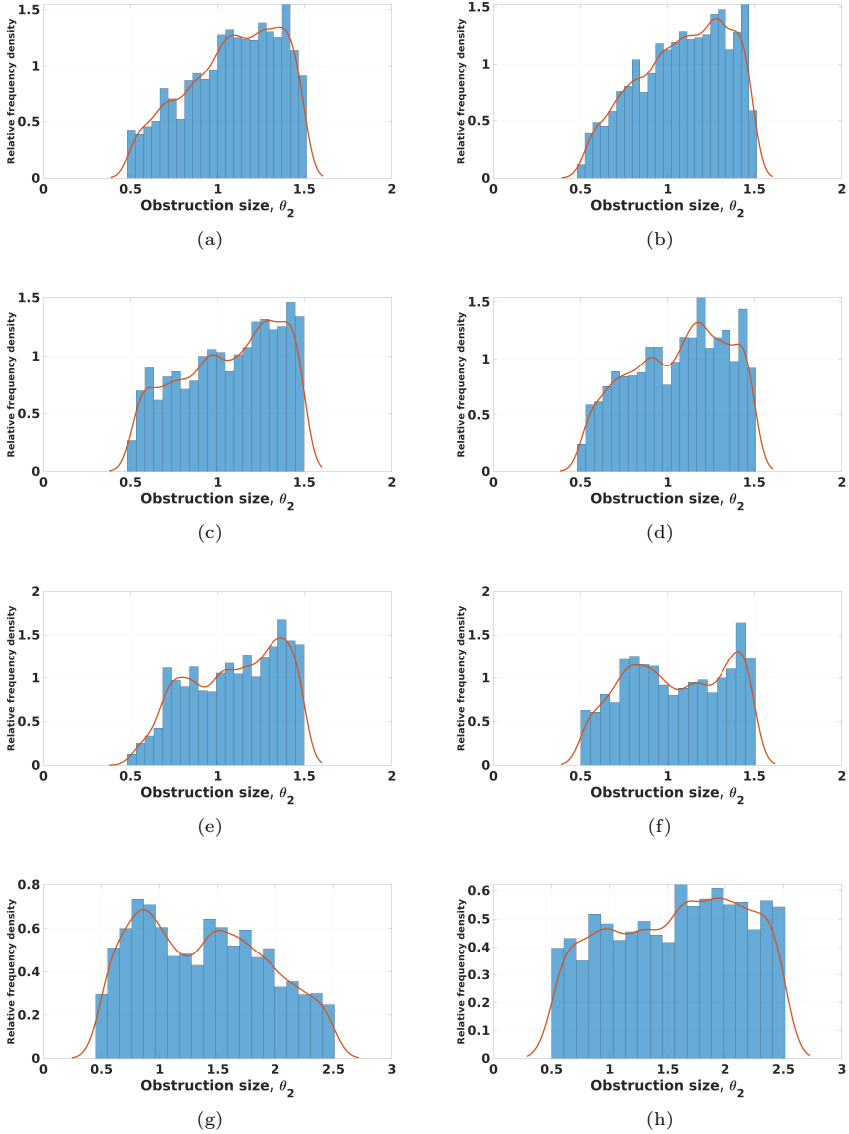 Relative frequency density
1.5
1
0.5
0
0 0.5 1 1.5 2
Obstruction size, θ2
(a)
Relative frequency density
1.5
1
0.5
0
0 0.5 1 1.5 2
Obstruction size, θ2
(b)
Relative frequency density
1.5
1
0.5
0
0 0.5 1 1.5 2
Obstruction size, θ2
(c)
Relative frequency density
1.5
1
0.5
0
0 0.5 1 1.5 2
Obstruction size, θ2
(d)
Relative frequency density
2
1.5
1
0.5
0
0 0.5 1 1.5 2
Obstruction size, θ2
(e)
Relative frequency density
2
1.5
1
0.5
0
0 0.5 1 1.5 2
Obstruction size, θ2
(f)
Relative frequency density
0.8
0.6
0.4
0.2
0
0 0.5 1 1.5 2 2.5 3
Obstruction size, θ2
(g)
Relative frequency density
0.6
0.5
0.4
0.3
0.2
0.1
0
0 0.5 1 1.5 2 2.5 3
Obstruction size, θ2
(h)